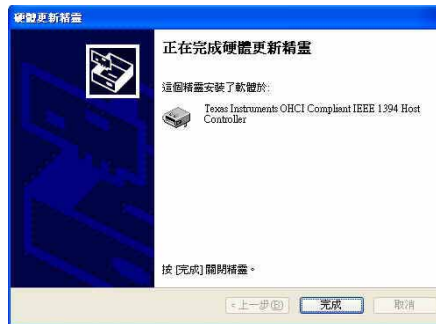 硬體更新精靈
正在完成硬體更新精靈
這個精靈安裝了軟體於:
Texas Instruments OHCI Compliant IEEE 1394 Host
Controller
按 [完成] 關閉精靈。
<上一步(B)
完成
取消